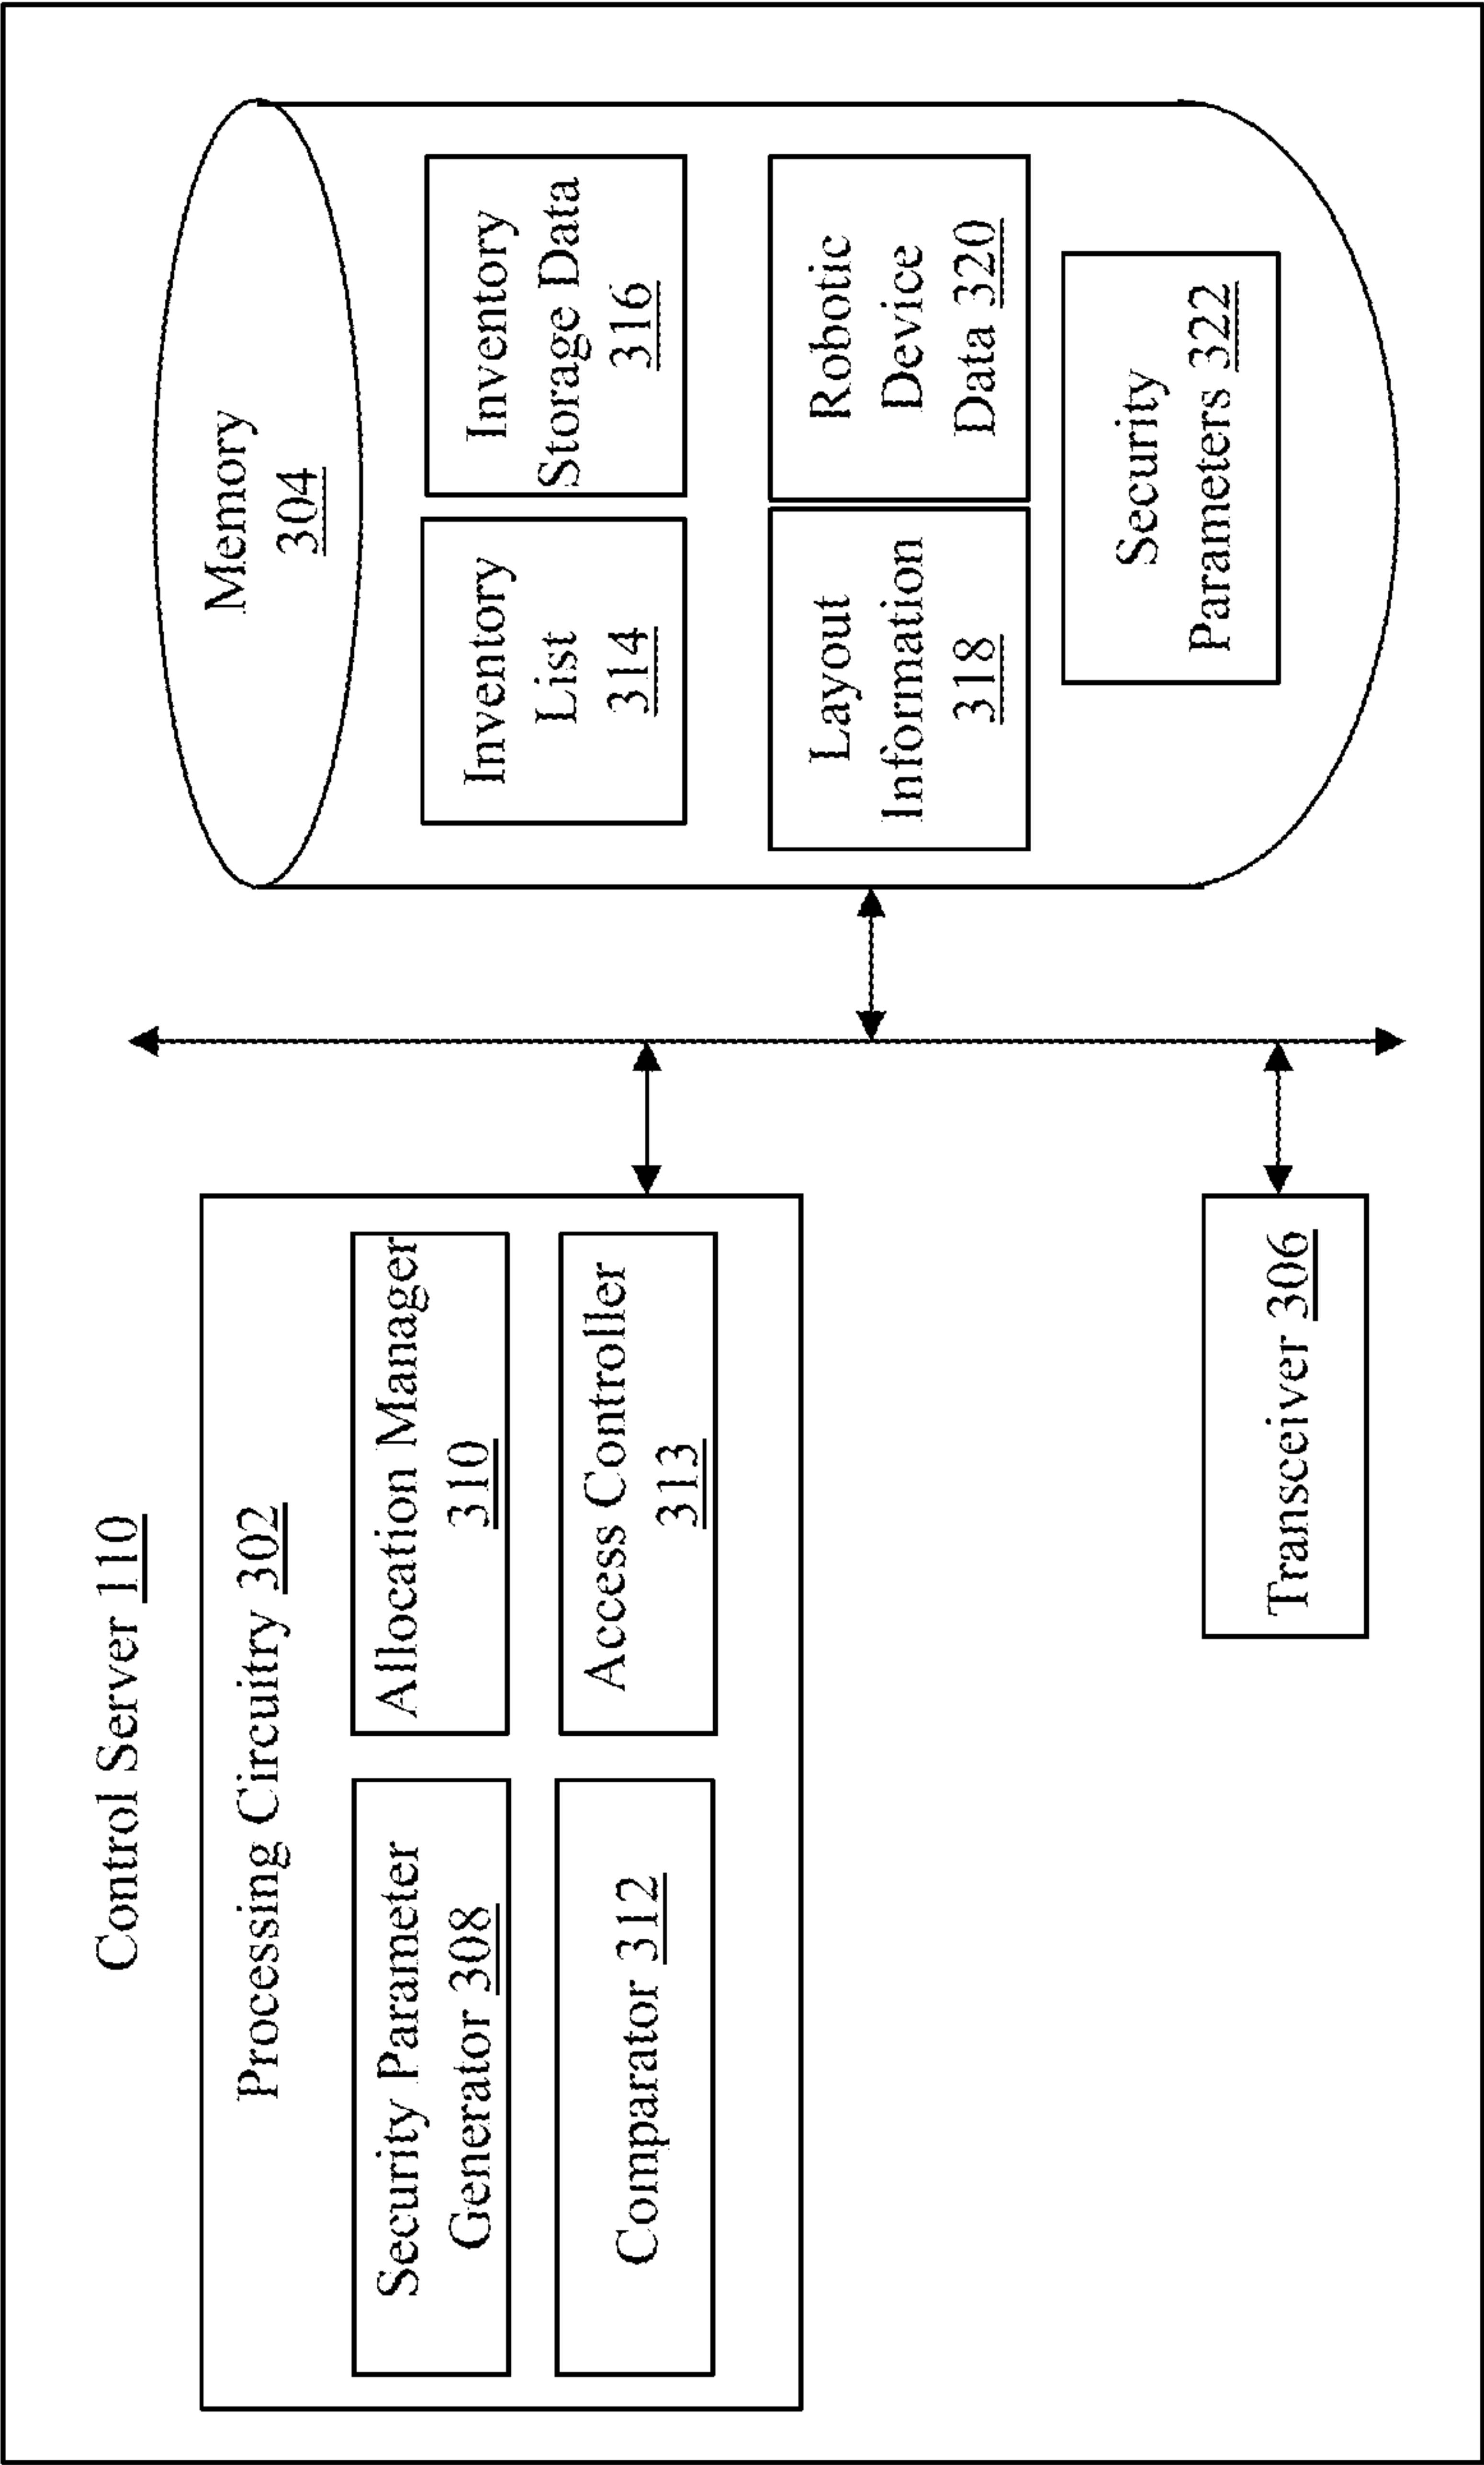 Control Server 110
Processing Circuitry 302
Security Parameter
Generator 308
Allocation Manager
310
Comparator 312
Access Controller
313
Transceiver 306
Memory
304
Inventory
List
314
Inventory
Storage Data
316
Layout
Information
318
Robotic
Device
Data 320
Security
Parameters 322